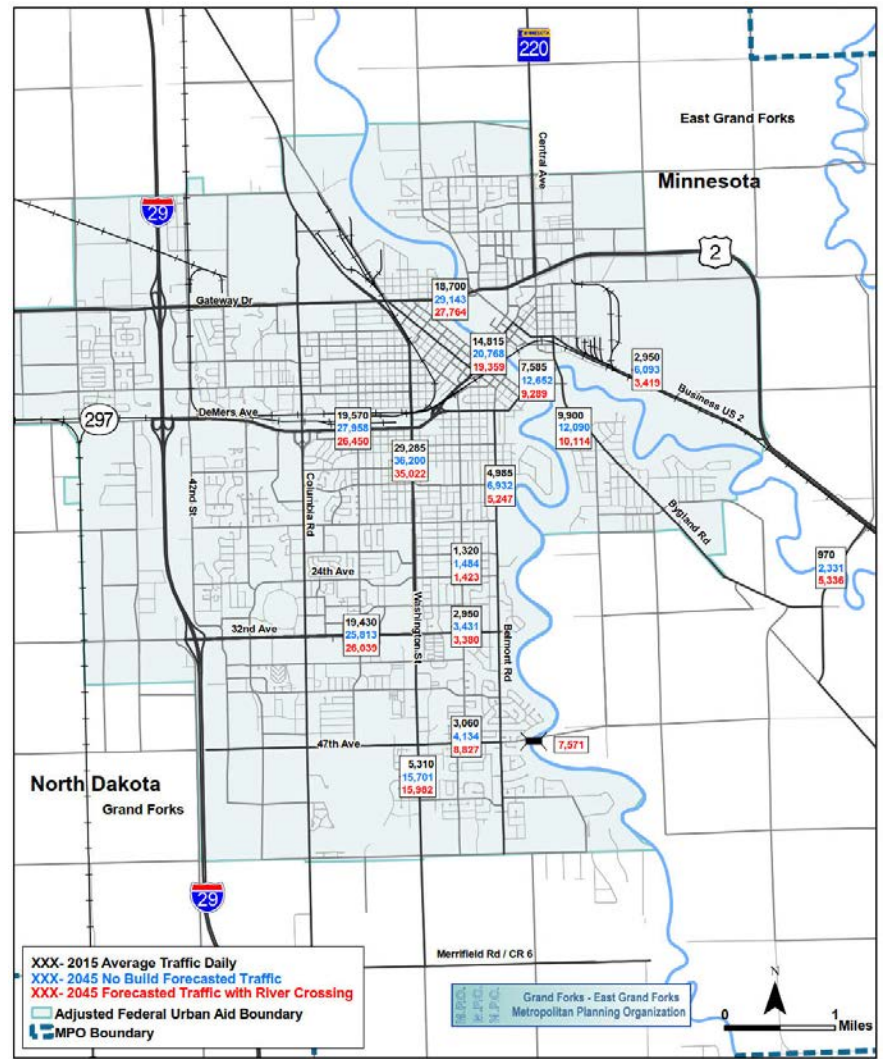 MINNESOTA
220
East Grand Forks
Central Ave
Minnesota
29
2
18,700
29,143
27,764
Gateway Dr
14,815
20,768
19,359
7,585
12,652
9,289
2,950
6,093
3,419
Business US 2
297
DeMers Ave
19,570
27,958
26,450
9,900
12,090
10,114
29,285
36,200
35,022
4,985
6,932
5,247
42nd St
Columbia Rd
Bygland Rd
1,320
1,484
1,423
24th Ave
970
2,331
5,336
Washington St
Belmont Rd
19,430
25,813
26,039
2,950
3,431
3,380
32nd Ave
3,060
4,134
8,827
7,571
47th Ave
5,310
15,701
15,982
North Dakota
Grand Forks
29
Merrifield Rd / CR 6
XXX- 2015 Average Traffic Daily
XXX- 2045 No Build Forecasted Traffic
XXX- 2045 Forecasted Traffic with River Crossing
Adjusted Federal Urban Aid Boundary
MPO Boundary
M.P.O.
M.P.O.
M.P.O.
Grand Forks - East Grand Forks
Metropolitan Planning Organization
N
0 1
Miles